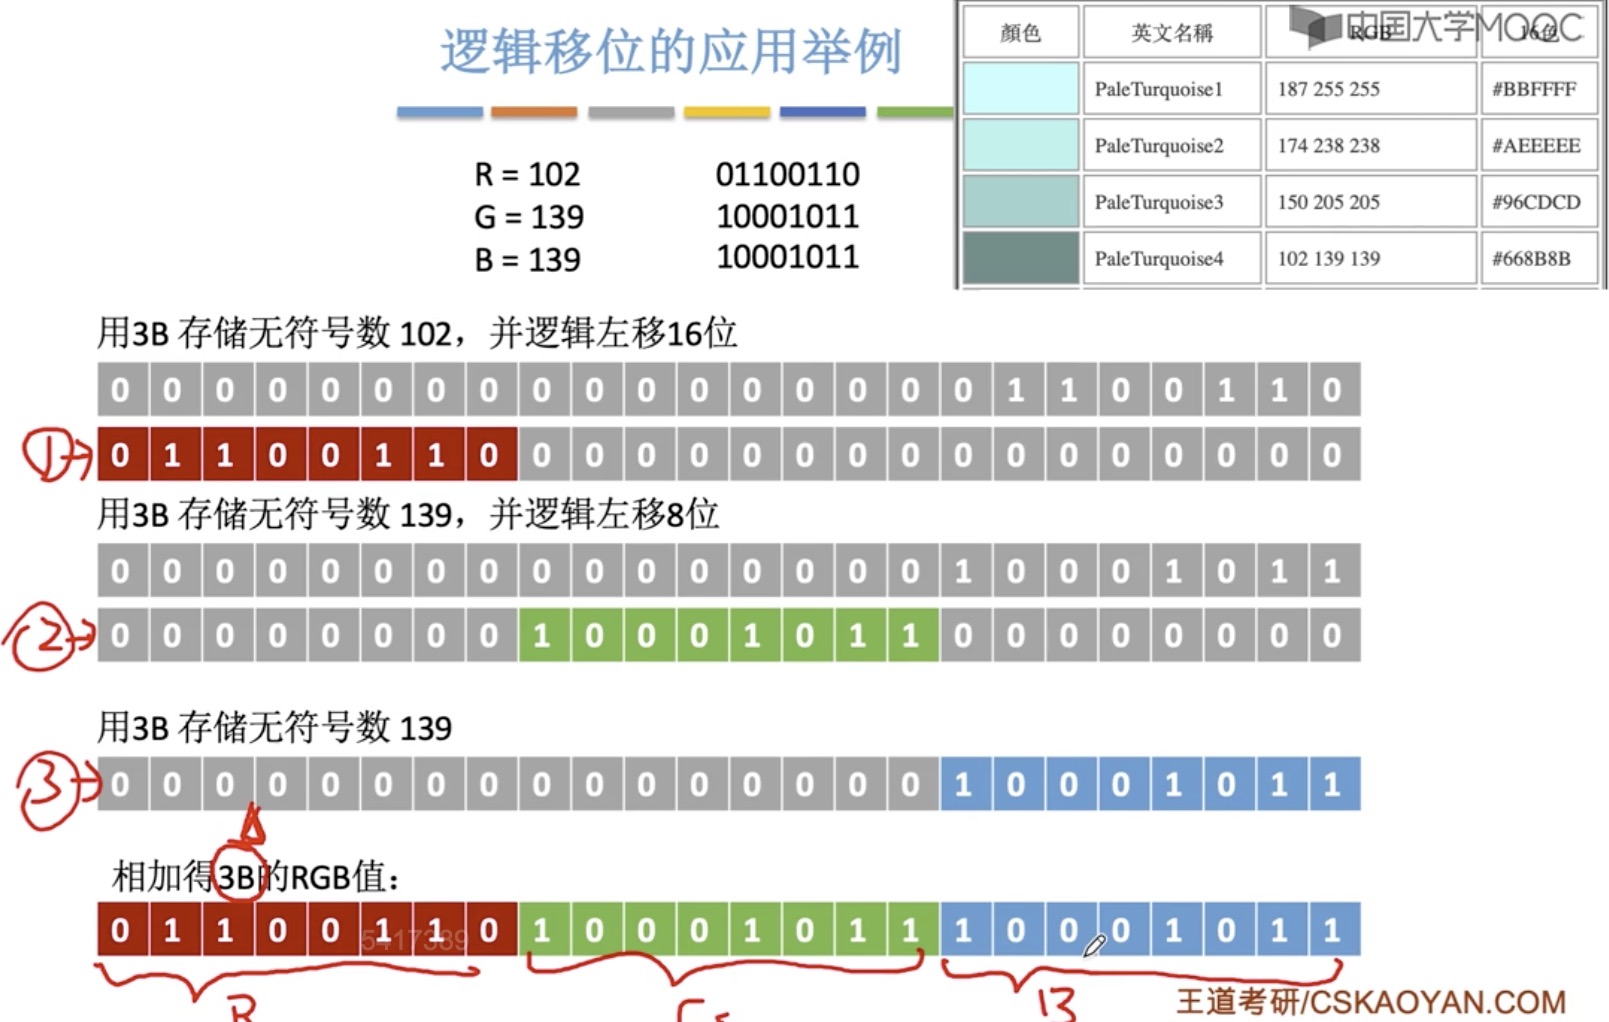 逻辑移位的应用举例
中国大学MOOC
顏色 英文名稱 RGB 16色
PaleTurquoise1 187 255 255 #BBFFFF
PaleTurquoise2 174 238 238 #AEEEEE
PaleTurquoise3 150 205 205 #96CDCD
PaleTurquoise4 102 139 139 #668B8B
R = 102 01100110
G = 139 10001011
B = 139 10001011
用3B 存储无符号数 102，并逻辑左移16位
0 0 0 0 0 0 0 0 0 0 0 0 0 0 0 0 0 1 1 0 0 1 1 0
① 0 1 1 0 0 1 1 0 0 0 0 0 0 0 0 0 0 0 0 0 0 0 0 0
用3B 存储无符号数 139，并逻辑左移8位
0 0 0 0 0 0 0 0 0 0 0 0 0 0 0 0 1 0 0 0 1 0 1 1
② 0 0 0 0 0 0 0 0 1 0 0 0 1 0 1 1 0 0 0 0 0 0 0 0
用3B 存储无符号数 139
③ 0 0 0 0 0 0 0 0 0 0 0 0 0 0 0 0 1 0 0 0 1 0 1 1
相加得3B的RGB值：
0 1 1 0 0 1 1 0 1 0 0 0 1 0 1 1 1 0 0 0 1 0 1 1
5417389
R G B
王道考研/CSKAOYAN.COM